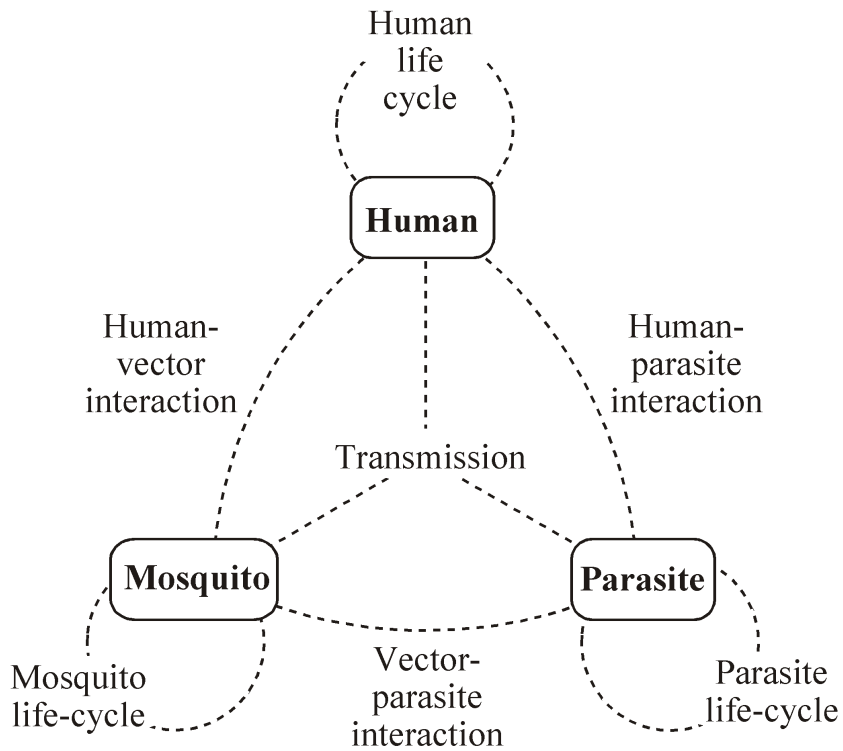 Human
life
cycle
Human
Human-
vector
interaction
Human-
parasite
interaction
Transmission
Mosquito
Parasite
Mosquito
life-cycle
Vector-
parasite
interaction
Parasite
life-cycle